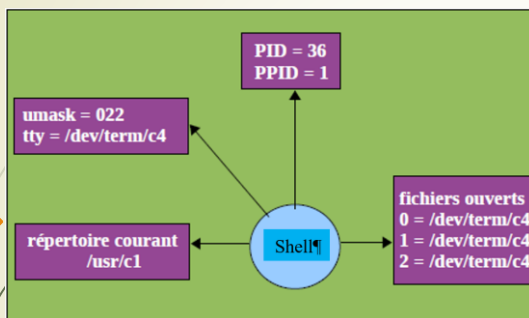 PID = 36
PPID = 1
umask = 022
tty = /dev/term/c4
répertoire courant
/usr/c1
Shell¶
fichiers ouverts
0 = /dev/term/c4
1 = /dev/term/c4
2 = /dev/term/c4